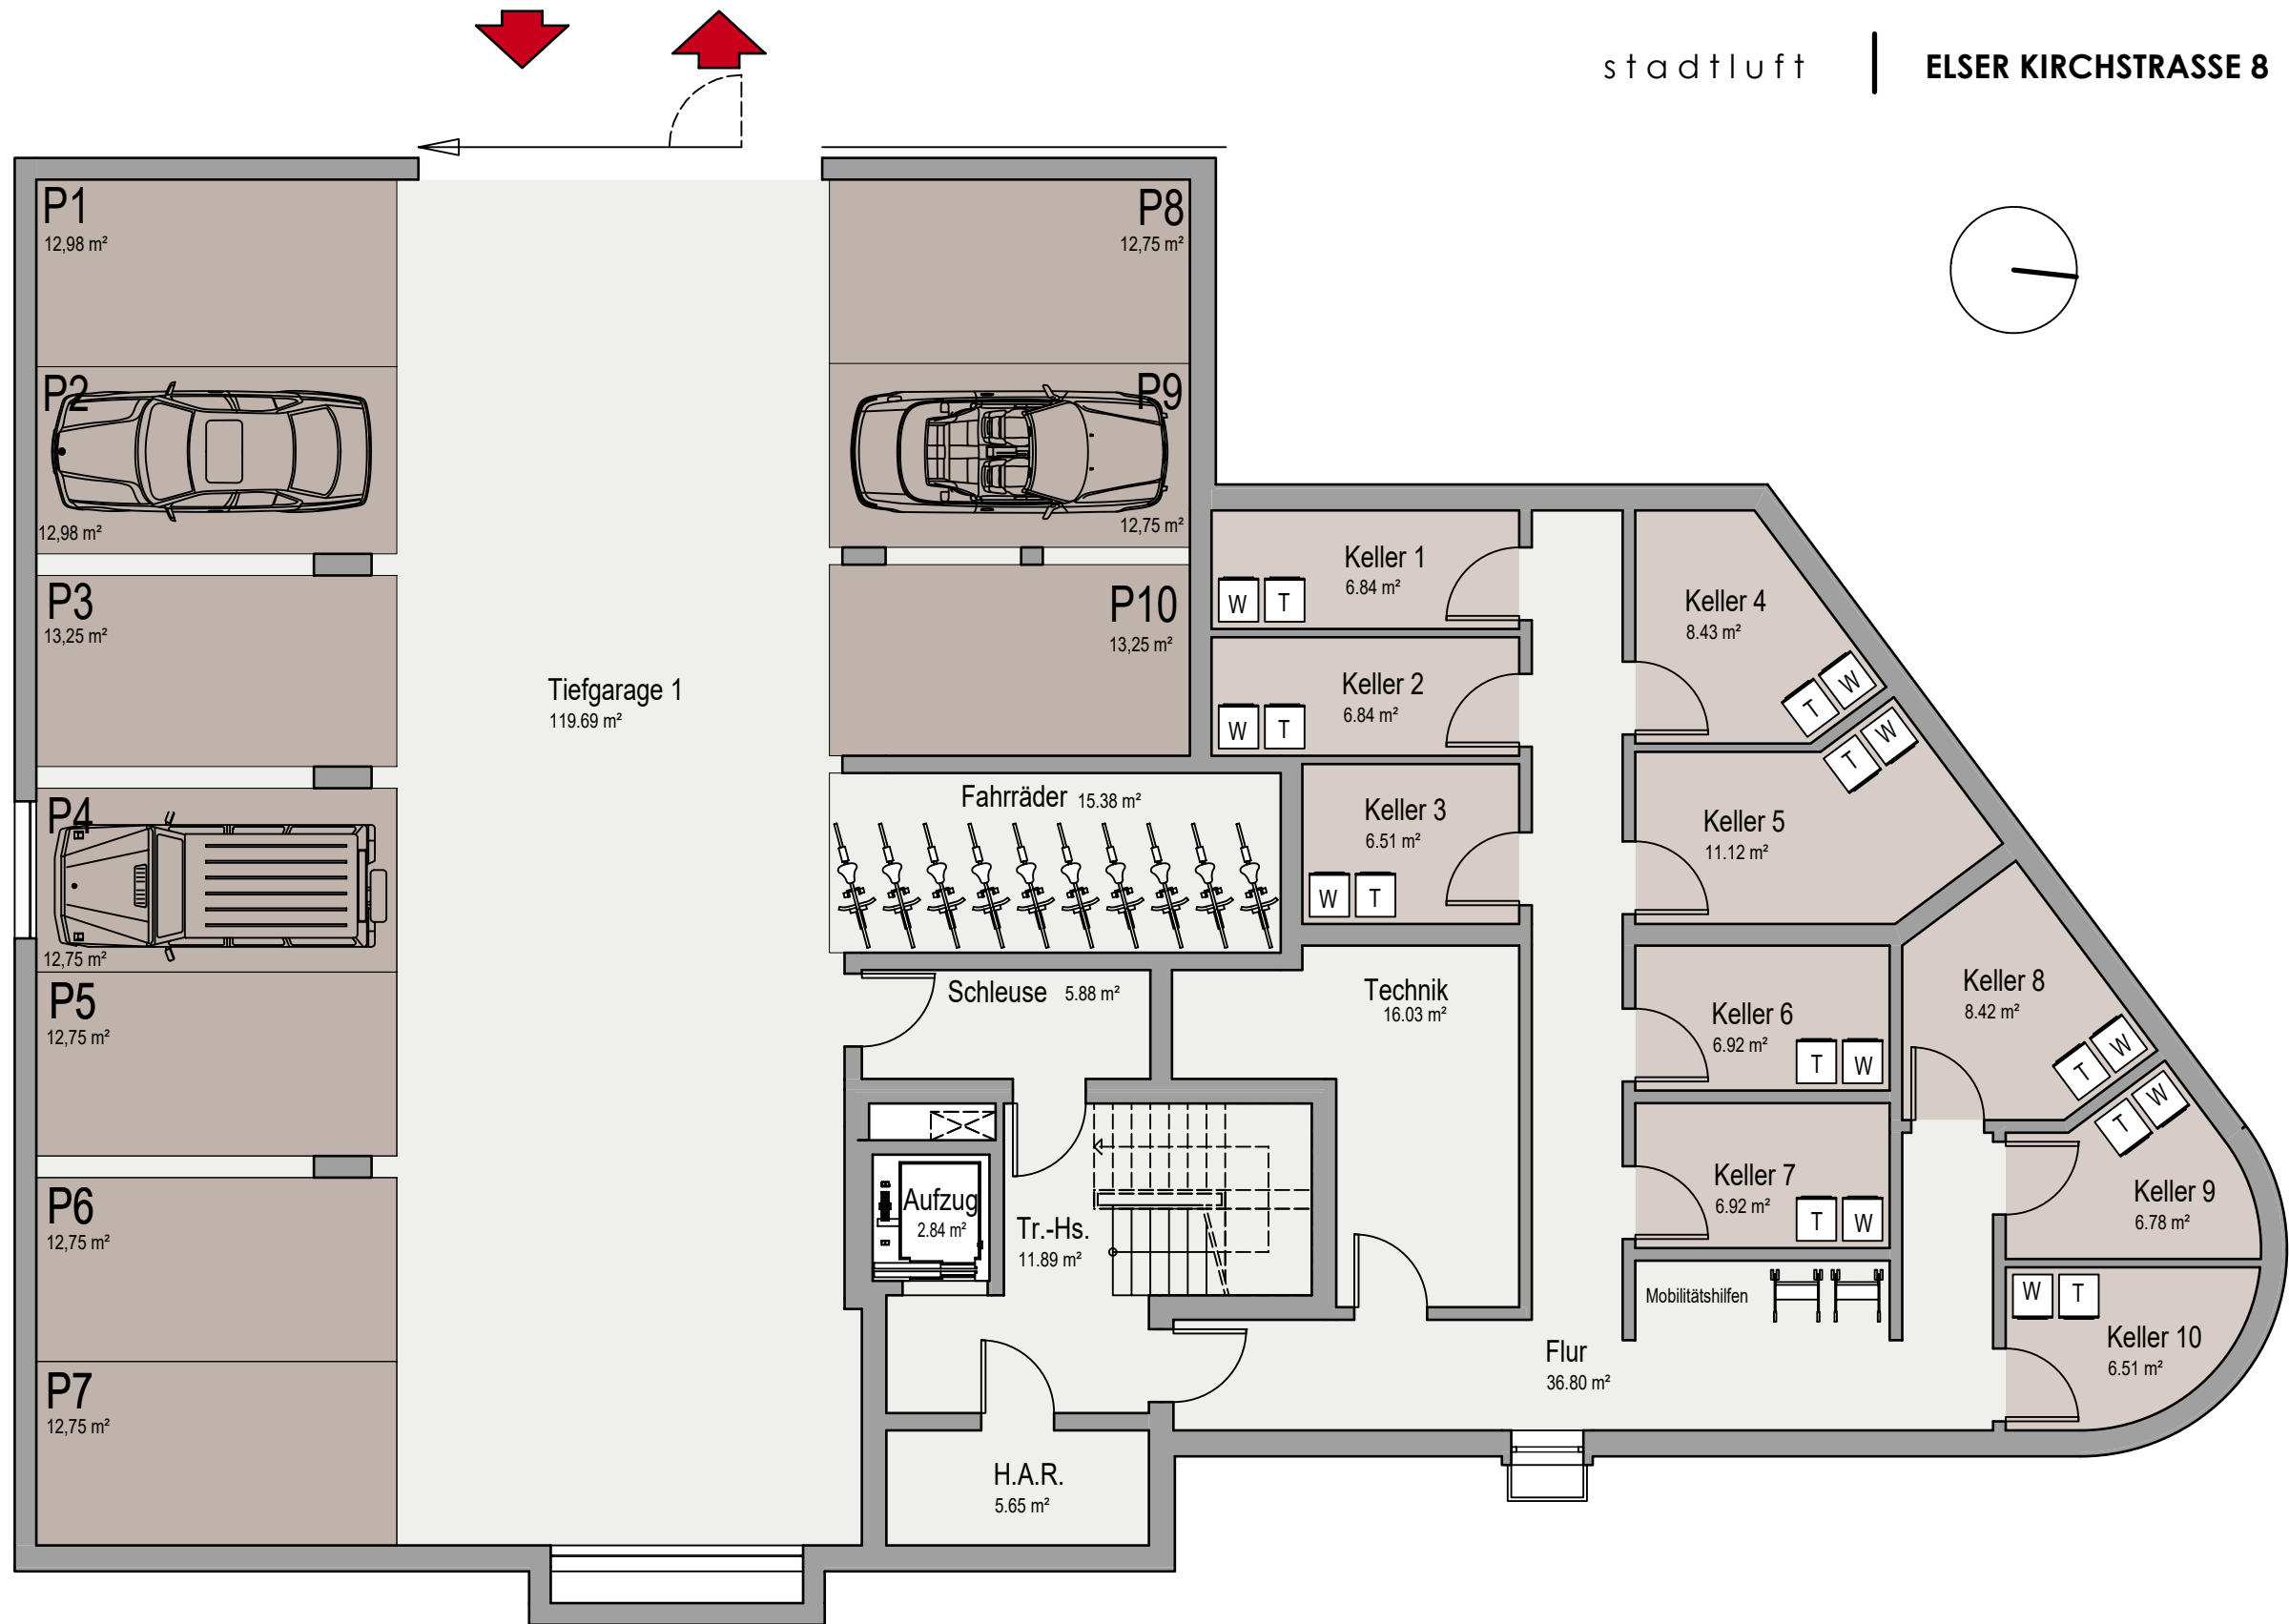 stadtluft ELSER KIRCHSTRASSE 8
P1
12,98 m²
P8
12,75 m²
P2
12,98 m²
P9
12,75 m²
P3
13,25 m²
P10
13,25 m²
Tiefgarage 1
119.69 m²
P4
12,75 m²
P5
12,75 m²
P6
12,75 m²
P7
12,75 m²
Fahrräder 15.38 m²
Schleuse 5.88 m²
Aufzug
2.84 m²
Tr.-Hs.
11.89 m²
H.A.R.
5.65 m²
Technik
16.03 m²
Flur
36.80 m²
Mobilitätshilfen
Keller 1
6.84 m²
W T
Keller 2
6.84 m²
W T
Keller 3
6.51 m²
W T
Keller 4
8.43 m²
T W
Keller 5
11.12 m²
T W
Keller 6
6.92 m²
T W
Keller 7
6.92 m²
T W
Keller 8
8.42 m²
T W
Keller 9
6.78 m²
T W
Keller 10
6.51 m²
W T